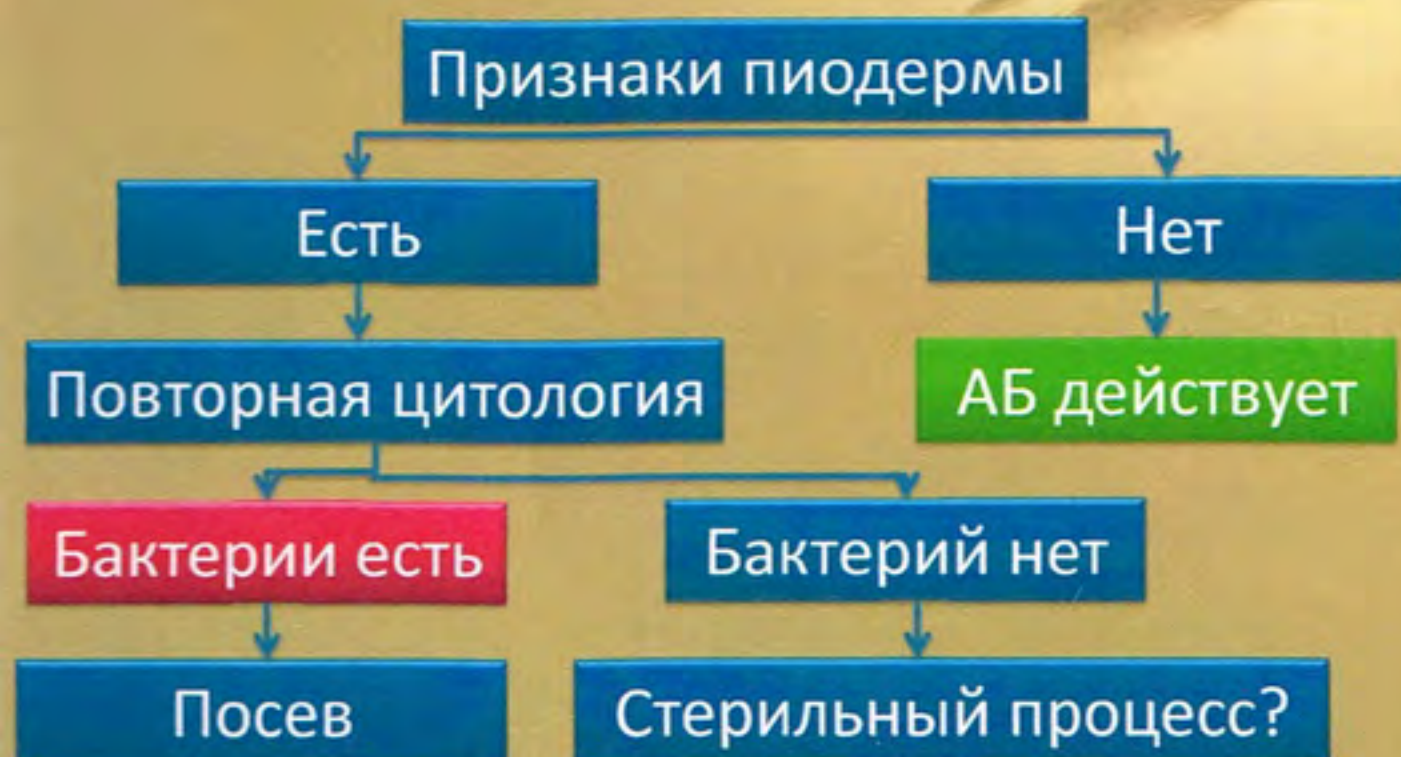 Признаки пиодермы
Есть
Нет
Повторная цитология
АБ действует
Бактерии есть
Бактерий нет
Посев
Стерильный процесс?